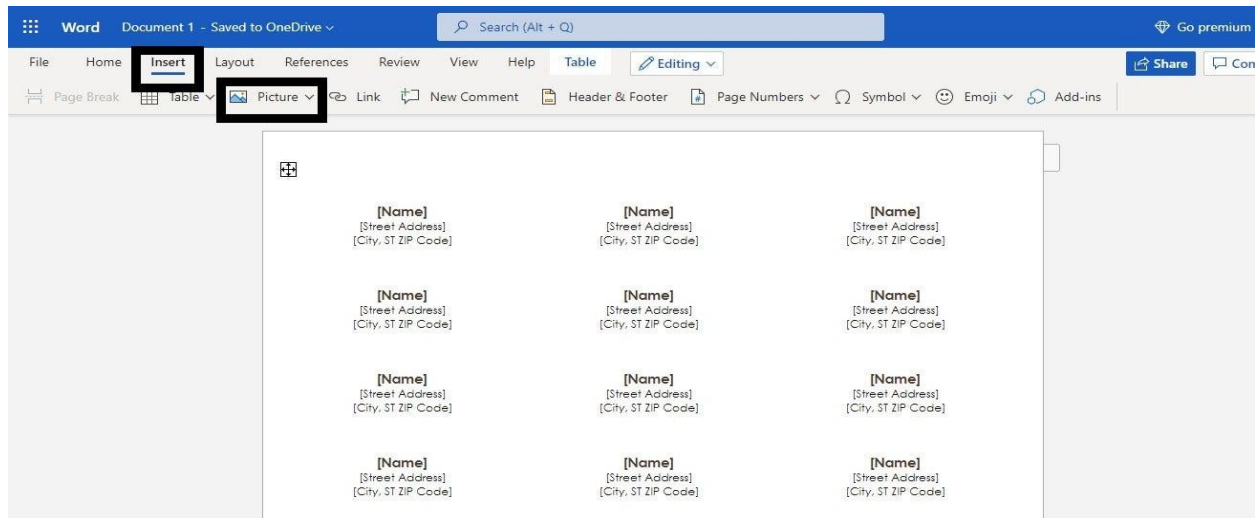 Word Document 1 - Saved to OneDrive Search (Alt + Q) Go premium
File Home Insert Layout References Review View Help Table Editing Share Com
Page Break Table Picture Link New Comment Header & Footer Page Numbers Symbol Emoji Add-ins
[Name] [Name] [Name]
[Street Address] [Street Address] [Street Address]
[City, ST ZIP Code] [City, ST ZIP Code] [City, ST ZIP Code]
[Name] [Name] [Name]
[Street Address] [Street Address] [Street Address]
[City, ST ZIP Code] [City, ST ZIP Code] [City, ST ZIP Code]
[Name] [Name] [Name]
[Street Address] [Street Address] [Street Address]
[City, ST ZIP Code] [City, ST ZIP Code] [City, ST ZIP Code]
[Name] [Name] [Name]
[Street Address] [Street Address] [Street Address]
[City, ST ZIP Code] [City, ST ZIP Code] [City, ST ZIP Code]